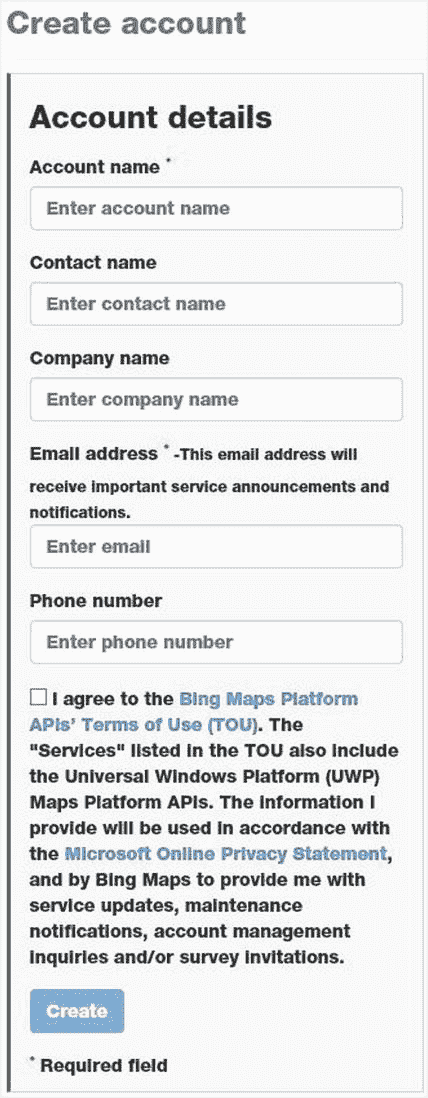 Create account
Account details
Account name *
Enter account name
Contact name
Enter contact name
Company name
Enter company name
Email address * -This email address will
receive important service announcements and
notifications.
Enter email
Phone number
Enter phone number
I agree to the Bing Maps Platform
APIs' Terms of Use (TOU). The
"Services" listed in the TOU also include
the Universal Windows Platform (UWP)
Maps Platform APIs. The information I
provide will be used in accordance with
the Microsoft Online Privacy Statement,
and by Bing Maps to provide me with
service updates, maintenance
notifications, account management
inquiries and/or survey invitations.
Create
* Required field